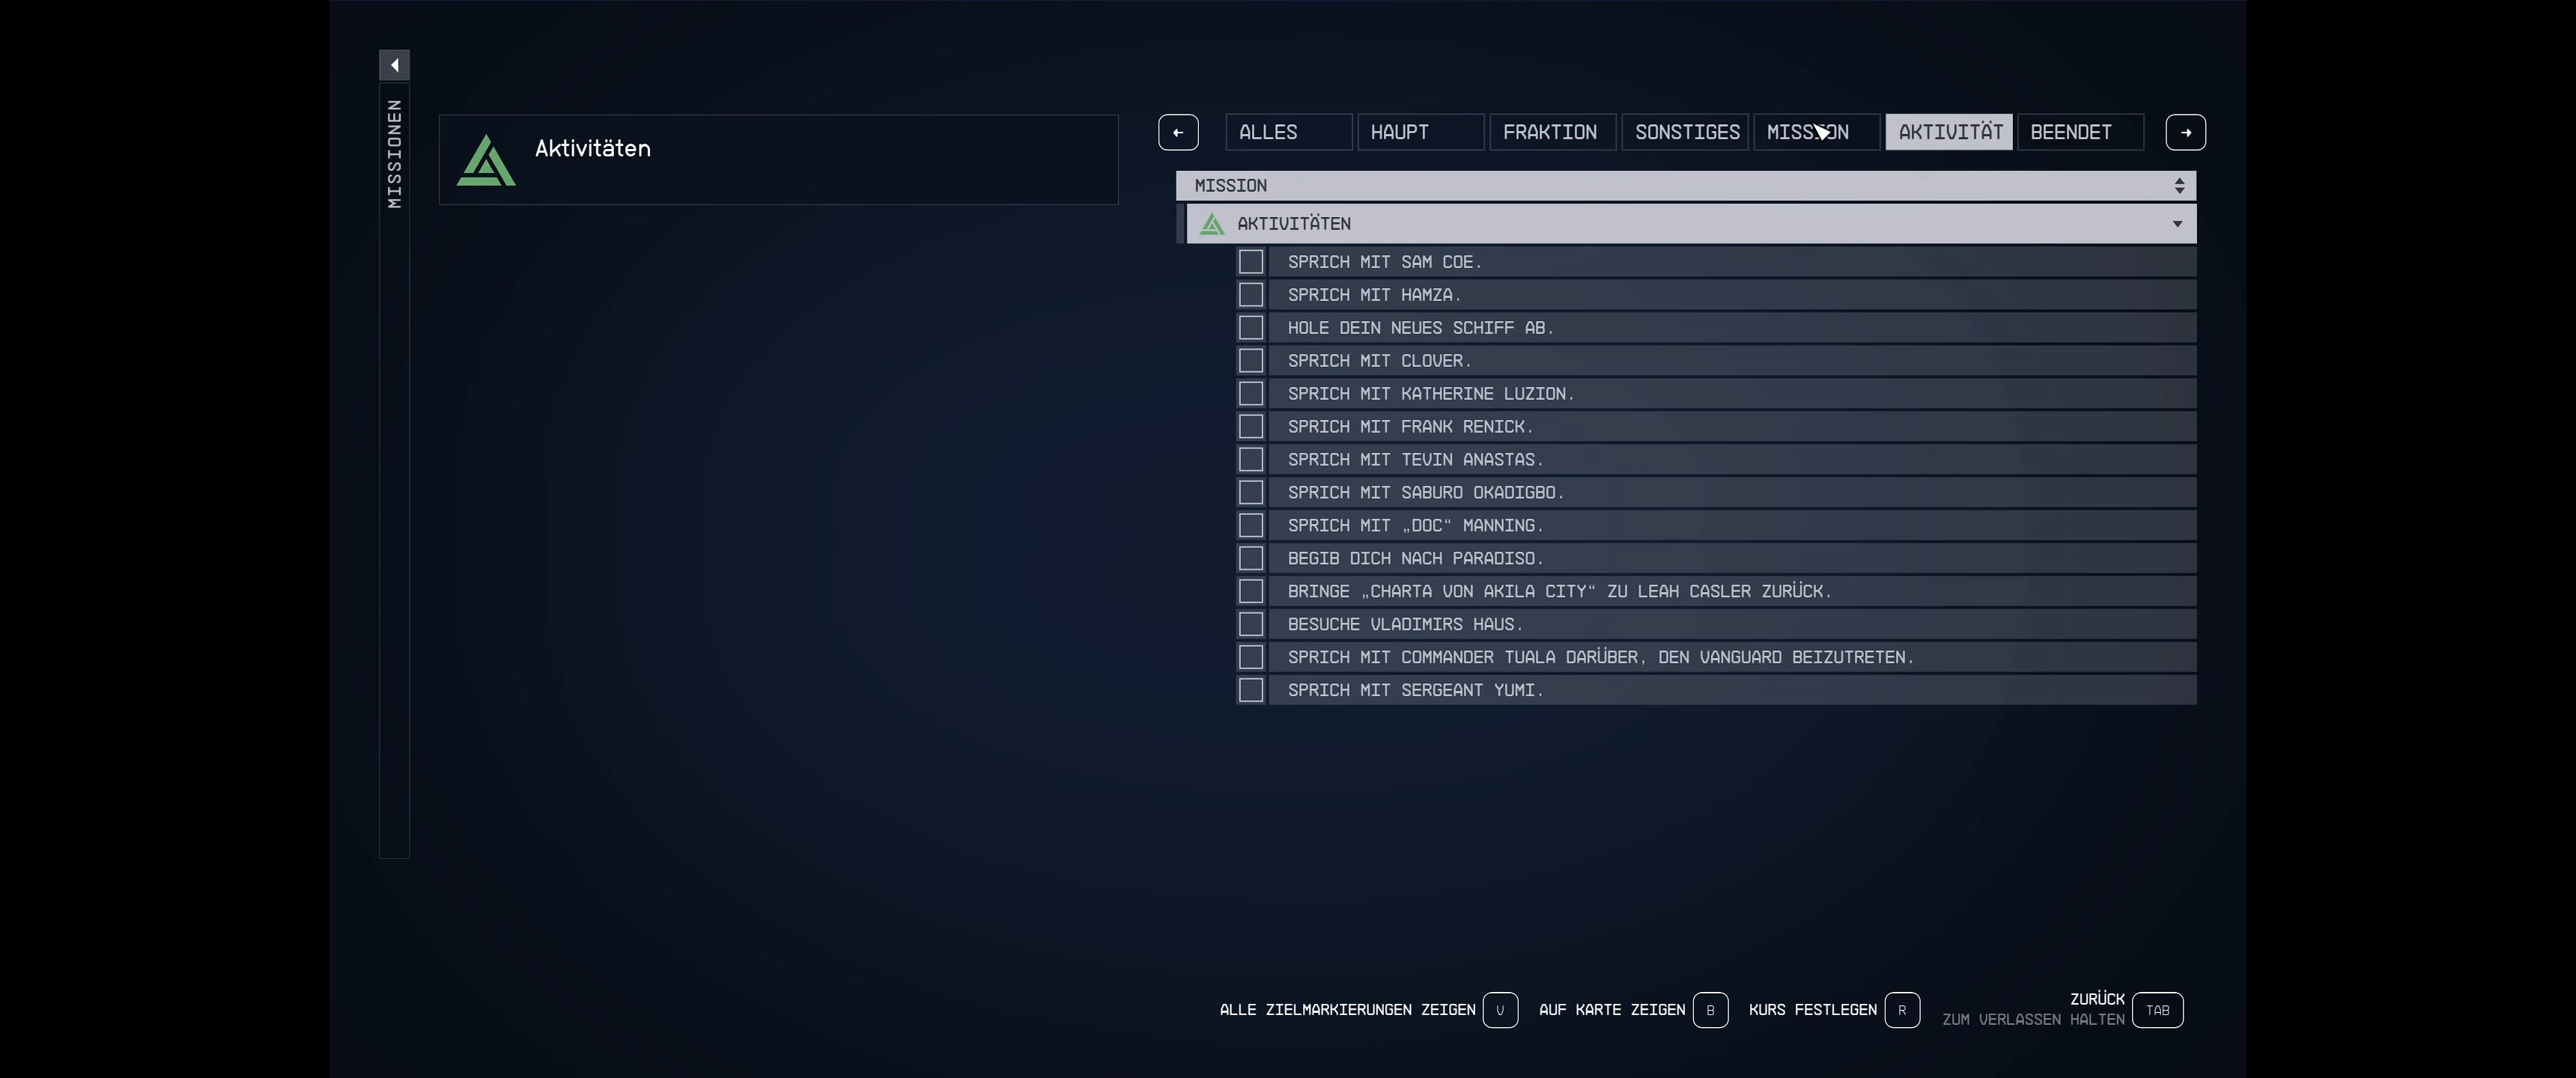 MISSIONEN
Aktivitäten
ALLES HAUPT FRAKTION SONSTIGES MISSION AKTIVITÄT BEENDET
MISSION
AKTIVITÄTEN
SPRICH MIT SAM COE.
SPRICH MIT HAMZA.
HOLE DEIN NEUES SCHIFF AB.
SPRICH MIT CLOVER.
SPRICH MIT KATHERINE LUZION.
SPRICH MIT FRANK RENICK.
SPRICH MIT TEVIN ANASTAS.
SPRICH MIT SABURO OKADIGBO.
SPRICH MIT „DOC“ MANNING.
BEGIB DICH NACH PARADISO.
BRINGE „CHARTA VON AKILA CITY“ ZU LEAH CASLER ZURÜCK.
BESUCHE VLADIMIRS HAUS.
SPRICH MIT COMMANDER TUALA DARÜBER, DEN VANGUARD BEIZUTRETEN.
SPRICH MIT SERGEANT YUMI.
ALLE ZIELMARKIERUNGEN ZEIGEN V AUF KARTE ZEIGEN B KURS FESTLEGEN R
ZURÜCK
ZUM VERLASSEN HALTEN TAB